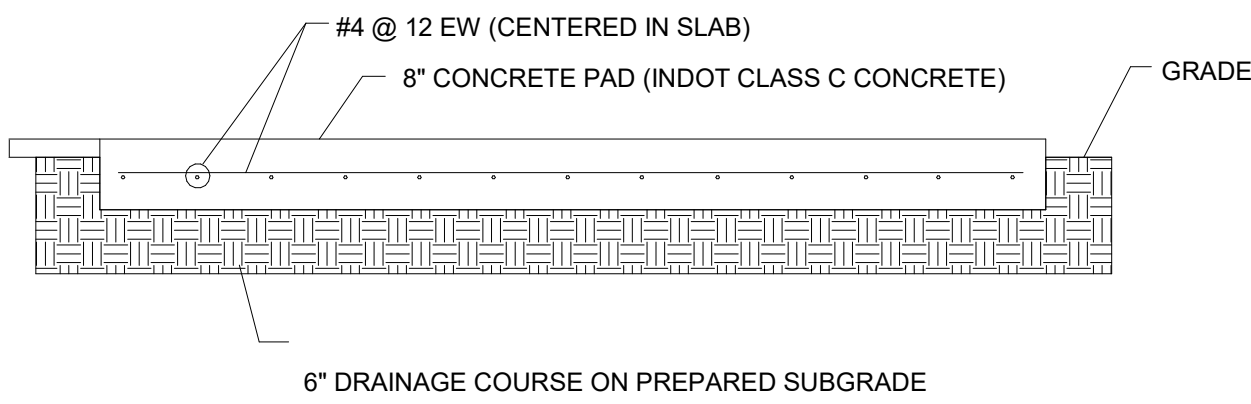 #4 @ 12 EW (CENTERED IN SLAB)
8" CONCRETE PAD (INDOT CLASS C CONCRETE)
GRADE
6" DRAINAGE COURSE ON PREPARED SUBGRADE